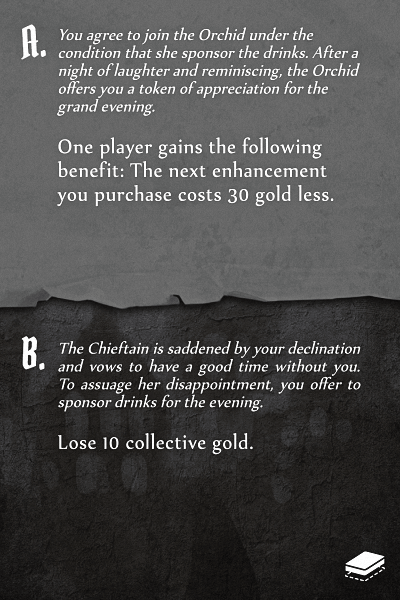 A. You agree to join the Orchid under the
condition that she sponsor the drinks. After a
night of laughter and reminiscing, the Orchid
offers you a token of appreciation for the
grand evening.
One player gains the following
benefit: The next enhancement
you purchase costs 30 gold less.
B. The Chieftain is saddened by your declination
and vows to have a good time without you.
To assuage her disappointment, you offer to
sponsor drinks for the evening.
Lose 10 collective gold.